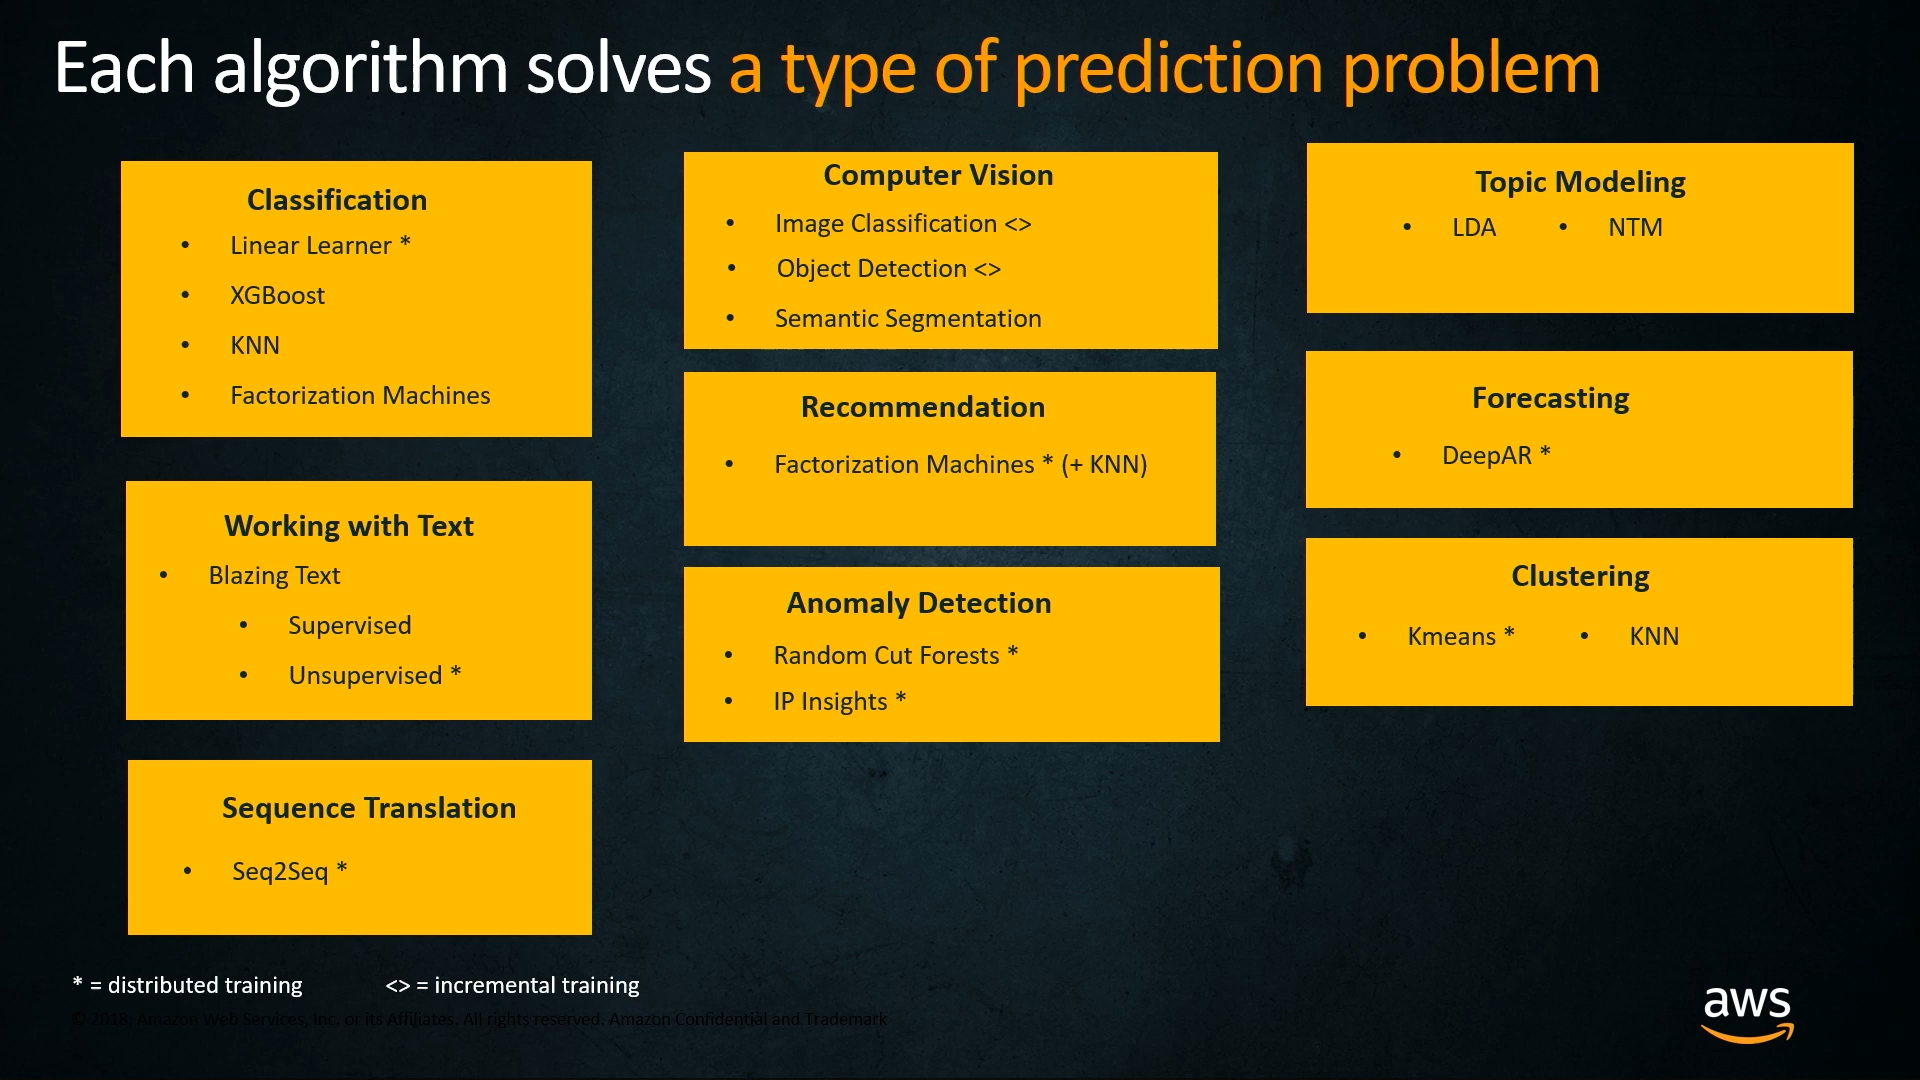 Each algorithm solves a type of prediction problem
Classification
• Linear Learner *
• XGBoost
• KNN
• Factorization Machines
Working with Text
• Blazing Text
• Supervised
• Unsupervised *
Sequence Translation
• Seq2Seq *
Computer Vision
• Image Classification <>
• Object Detection <>
• Semantic Segmentation
Recommendation
• Factorization Machines * (+ KNN)
Anomaly Detection
• Random Cut Forests *
• IP Insights *
Topic Modeling
• LDA • NTM
Forecasting
• DeepAR *
Clustering
• Kmeans * • KNN
* = distributed training <> = incremental training
© 2018, Amazon Web Services, Inc. or its Affiliates. All rights reserved. Amazon Confidential and Trademark
aws